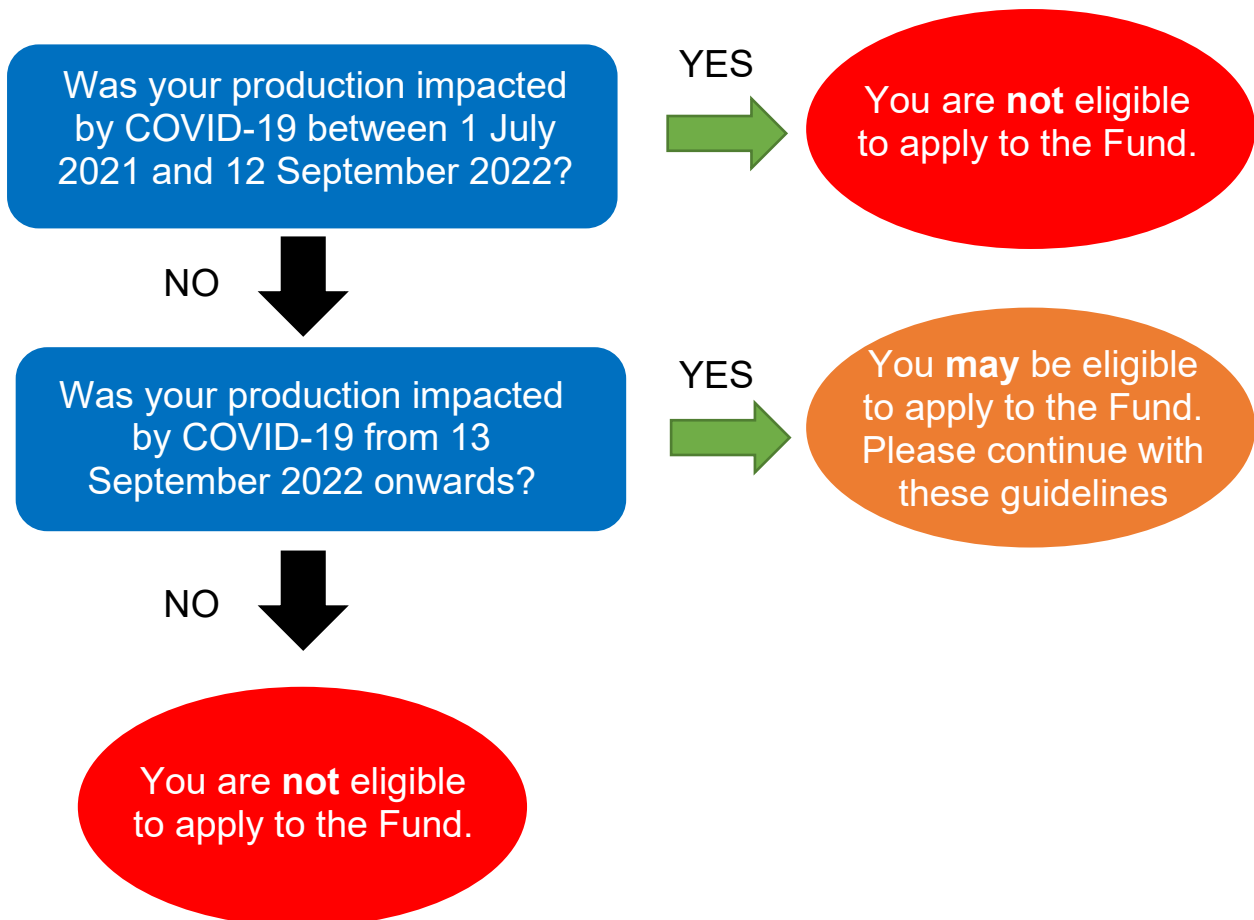 Was your production impacted
by COVID-19 between 1 July
2021 and 12 September 2022?
YES
You are not eligible
to apply to the Fund.
NO
Was your production impacted
by COVID-19 from 13
September 2022 onwards?
YES
You may be eligible
to apply to the Fund.
Please continue with
these guidelines
NO
You are not eligible
to apply to the Fund.